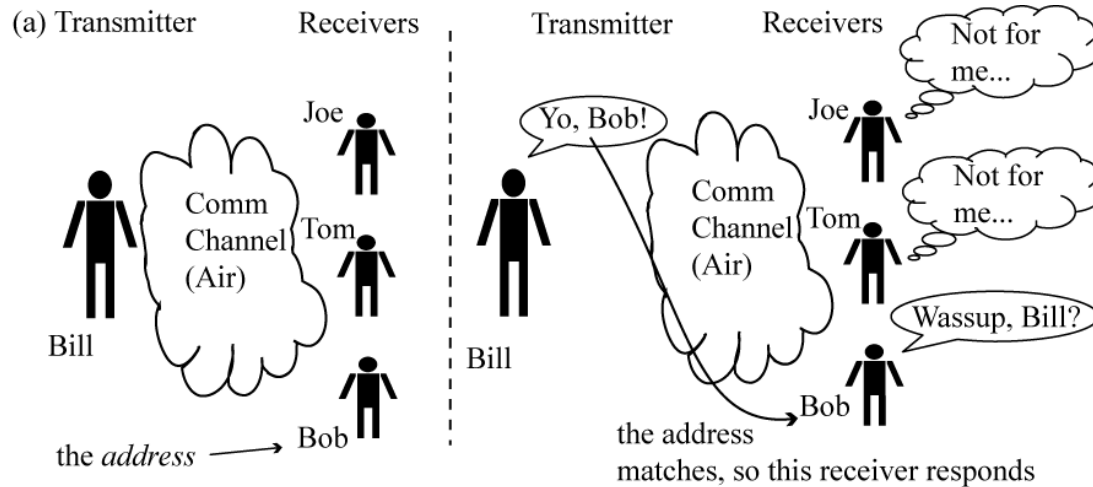 (a) Transmitter
Receivers
Joe
Comm
Channel
(Air)
Tom
Bill
Bob
the address
Transmitter
Receivers
Not for
me...
Yo, Bob!
Joe
Not for
me...
Comm
Channel
(Air)
Tom
Wassup, Bill?
Bill
Bob
the address
matches, so this receiver responds